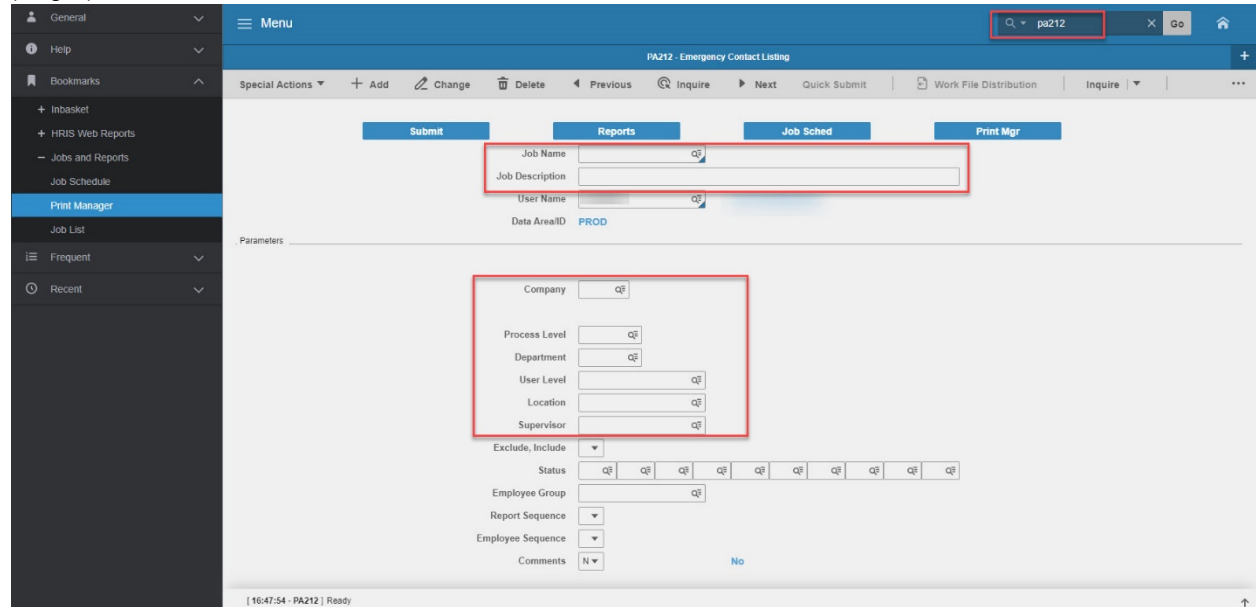 General
Help
Bookmarks
+ Inbasket
+ HRIS Web Reports
− Jobs and Reports
Job Schedule
Print Manager
Job List
Frequent
Recent
Menu
pa212 × Go
PA212 - Emergency Contact Listing +
Special Actions ▼ + Add Change Delete Previous Inquire Next Quick Submit Work File Distribution Inquire ▼ ...
Submit Reports Job Sched Print Mgr
Job Name
Job Description
User Name
Data Area/ID PROD
Parameters
Company
Process Level
Department
User Level
Location
Supervisor
Exclude, Include
Status
Employee Group
Report Sequence
Employee Sequence
Comments N No
[ 16:47:54 - PA212 ] Ready